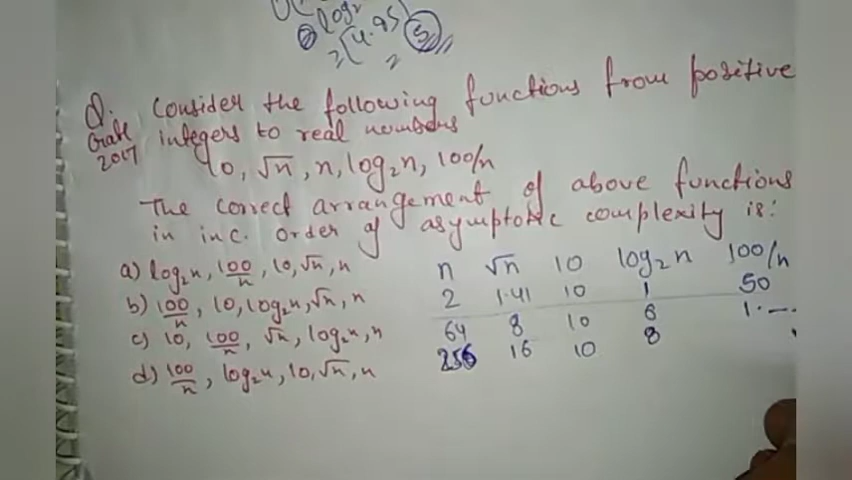 log₂
4.95
5
Q. Consider the following functions from positive
Gate integers to real numbers
2017
10, √n, n, log₂n, 100/n
The correct arrangement of above functions
in inc. order of asymptotic complexity is:
a) log₂n, 100/n, 10, √n, n
b) 100/n, 10, log₂n, √n, n
c) 10, 100/n, √n, log₂n, n
d) 100/n, log₂n, 10, √n, n
n √n 10 log₂n 100/n
2 1.41 10 1 50
64 8 10 6 1.--
256 16 10 8